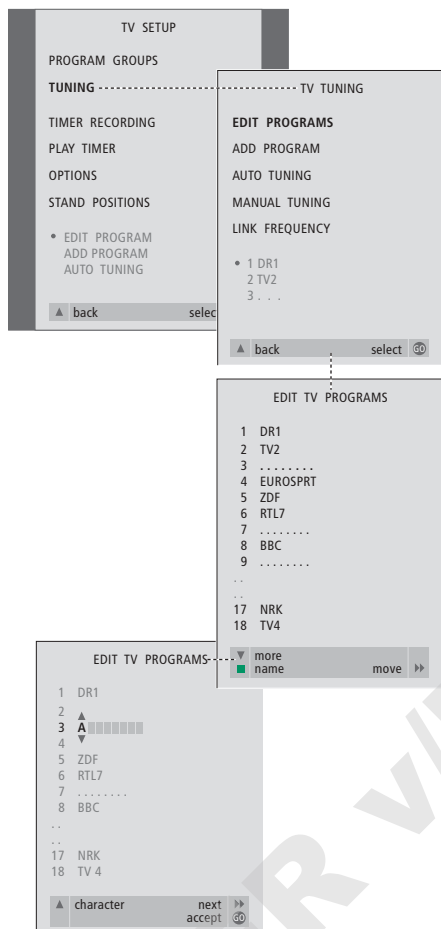 TV SETUP
PROGRAM GROUPS
TUNING
TIMER RECORDING
PLAY TIMER
OPTIONS
STAND POSITIONS
• EDIT PROGRAM
ADD PROGRAM
AUTO TUNING
▲ back selec
TV TUNING
EDIT PROGRAMS
ADD PROGRAM
AUTO TUNING
MANUAL TUNING
LINK FREQUENCY
• 1 DR1
2 TV2
3 . . .
▲ back select GO
EDIT TV PROGRAMS
1 DR1
2 TV2
3 . . . . . . . .
4 EUROSPRT
5 ZDF
6 RTL7
7 . . . . . . . .
8 BBC
9 . . . . . . . .
. .
. .
17 NRK
18 TV4
▼ more
name move ▶▶
EDIT TV PROGRAMS
1 DR1
2
3 A
4
5 ZDF
6 RTL7
7 . . . . . . . .
8 BBC
. .
. .
17 NRK
18 TV 4
▲ character next ▶▶
accept GO